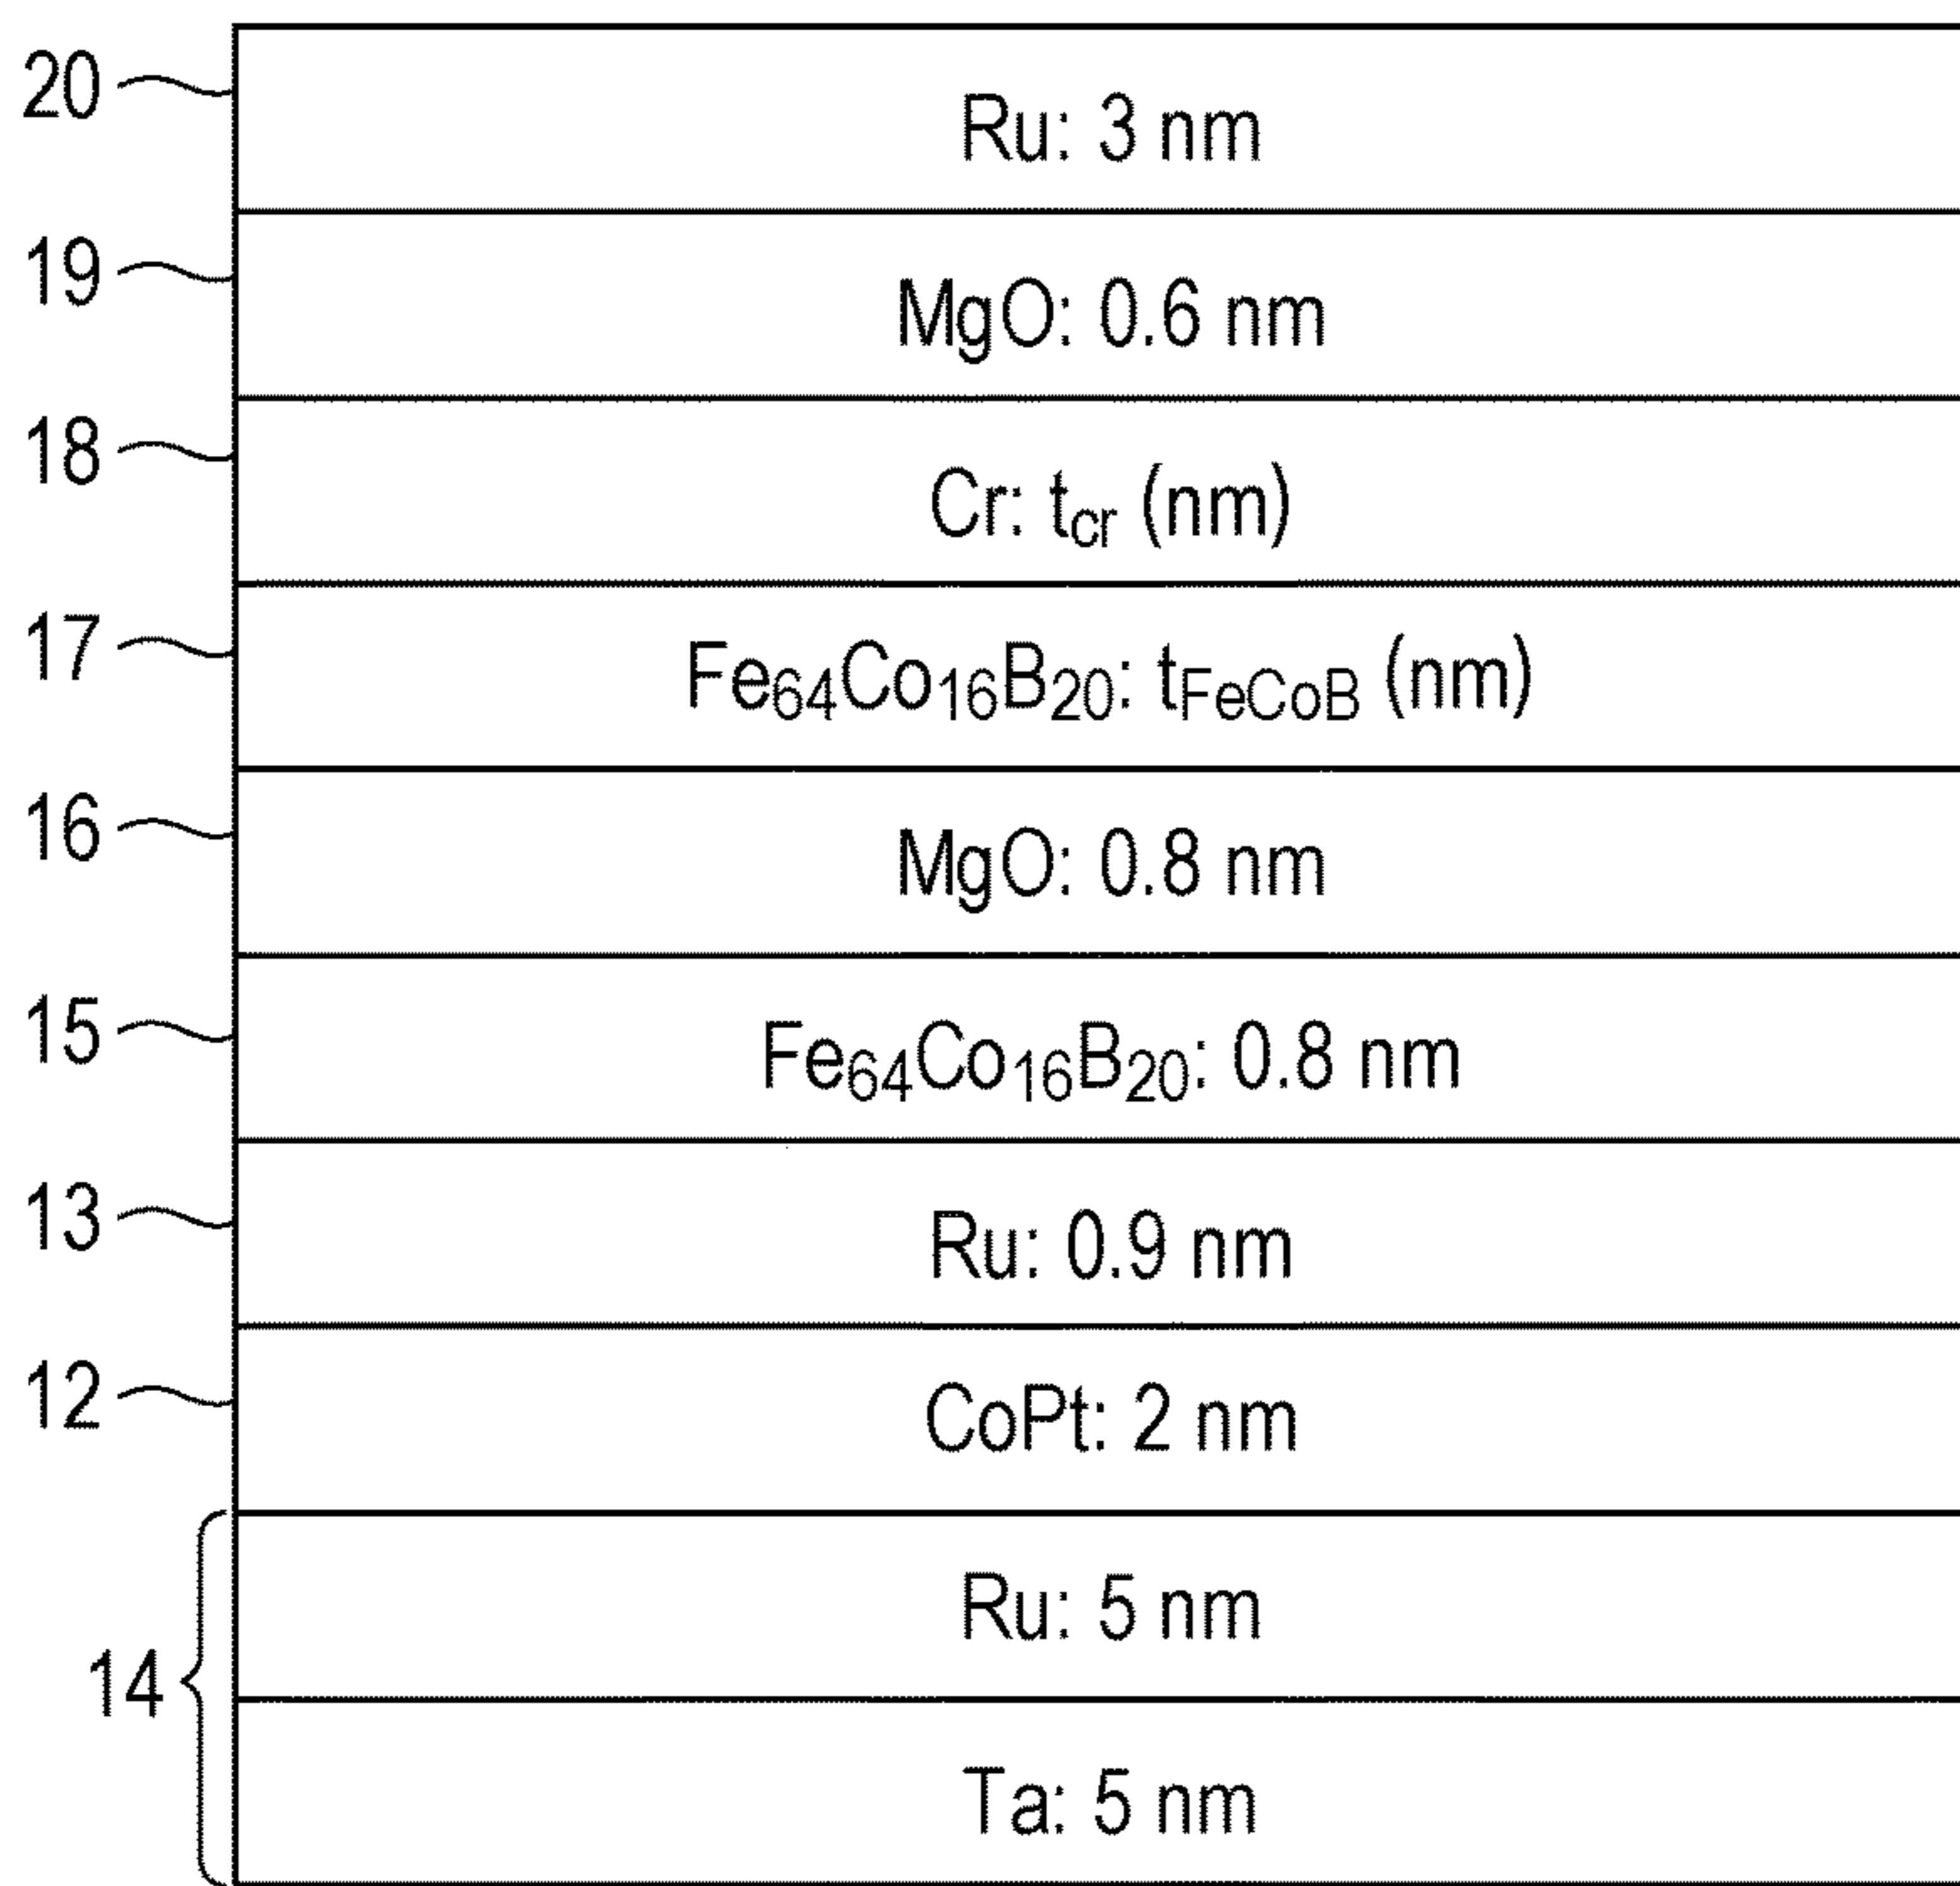 20 Ru: 3 nm
19 MgO: 0.6 nm
18 Cr: t_cr (nm)
17 Fe₆₄Co₁₆B₂₀: t_FeCoB (nm)
16 MgO: 0.8 nm
15 Fe₆₄Co₁₆B₂₀: 0.8 nm
13 Ru: 0.9 nm
12 CoPt: 2 nm
Ru: 5 nm
14
Ta: 5 nm